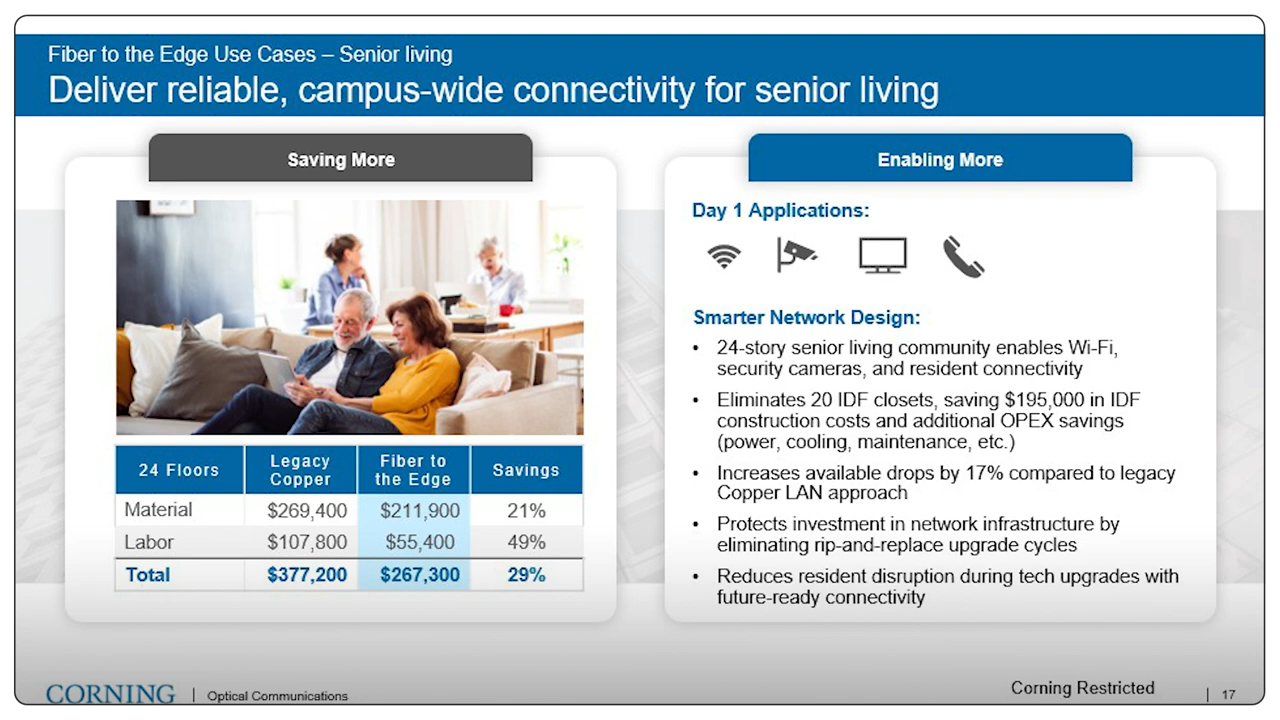 Fiber to the Edge Use Cases – Senior living
Deliver reliable, campus-wide connectivity for senior living
Saving More
24 Floors Legacy Copper Fiber to the Edge Savings
Material $269,400 $211,900 21%
Labor $107,800 $55,400 49%
Total $377,200 $267,300 29%
Enabling More
Day 1 Applications:
Smarter Network Design:
• 24-story senior living community enables Wi-Fi,
security cameras, and resident connectivity
• Eliminates 20 IDF closets, saving $195,000 in IDF
construction costs and additional OPEX savings
(power, cooling, maintenance, etc.)
• Increases available drops by 17% compared to legacy
Copper LAN approach
• Protects investment in network infrastructure by
eliminating rip-and-replace upgrade cycles
• Reduces resident disruption during tech upgrades with
future-ready connectivity
CORNING | Optical Communications
Corning Restricted | 17